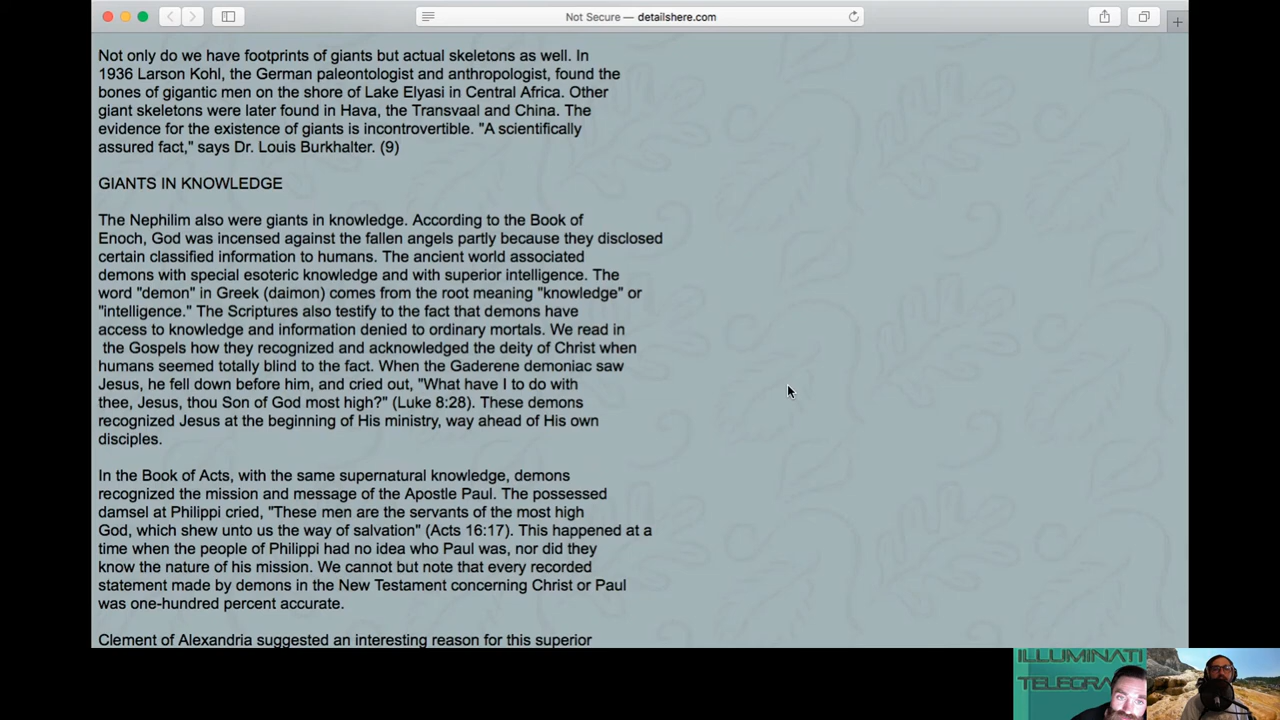 Not Secure — detailshere.com
Not only do we have footprints of giants but actual skeletons as well. In
1936 Larson Kohl, the German paleontologist and anthropologist, found the
bones of gigantic men on the shore of Lake Elyasi in Central Africa. Other
giant skeletons were later found in Hava, the Transvaal and China. The
evidence for the existence of giants is incontrovertible. "A scientifically
assured fact," says Dr. Louis Burkhalter. (9)
GIANTS IN KNOWLEDGE
The Nephilim also were giants in knowledge. According to the Book of
Enoch, God was incensed against the fallen angels partly because they disclosed
certain classified information to humans. The ancient world associated
demons with special esoteric knowledge and with superior intelligence. The
word "demon" in Greek (daimon) comes from the root meaning "knowledge" or
"intelligence." The Scriptures also testify to the fact that demons have
access to knowledge and information denied to ordinary mortals. We read in
the Gospels how they recognized and acknowledged the deity of Christ when
humans seemed totally blind to the fact. When the Gaderene demoniac saw
Jesus, he fell down before him, and cried out, "What have I to do with
thee, Jesus, thou Son of God most high?" (Luke 8:28). These demons
recognized Jesus at the beginning of His ministry, way ahead of His own
disciples.
In the Book of Acts, with the same supernatural knowledge, demons
recognized the mission and message of the Apostle Paul. The possessed
damsel at Philippi cried, "These men are the servants of the most high
God, which shew unto us the way of salvation" (Acts 16:17). This happened at a
time when the people of Philippi had no idea who Paul was, nor did they
know the nature of his mission. We cannot but note that every recorded
statement made by demons in the New Testament concerning Christ or Paul
was one-hundred percent accurate.
Clement of Alexandria suggested an interesting reason for this superior
ILLUMINATI
TELEGRA